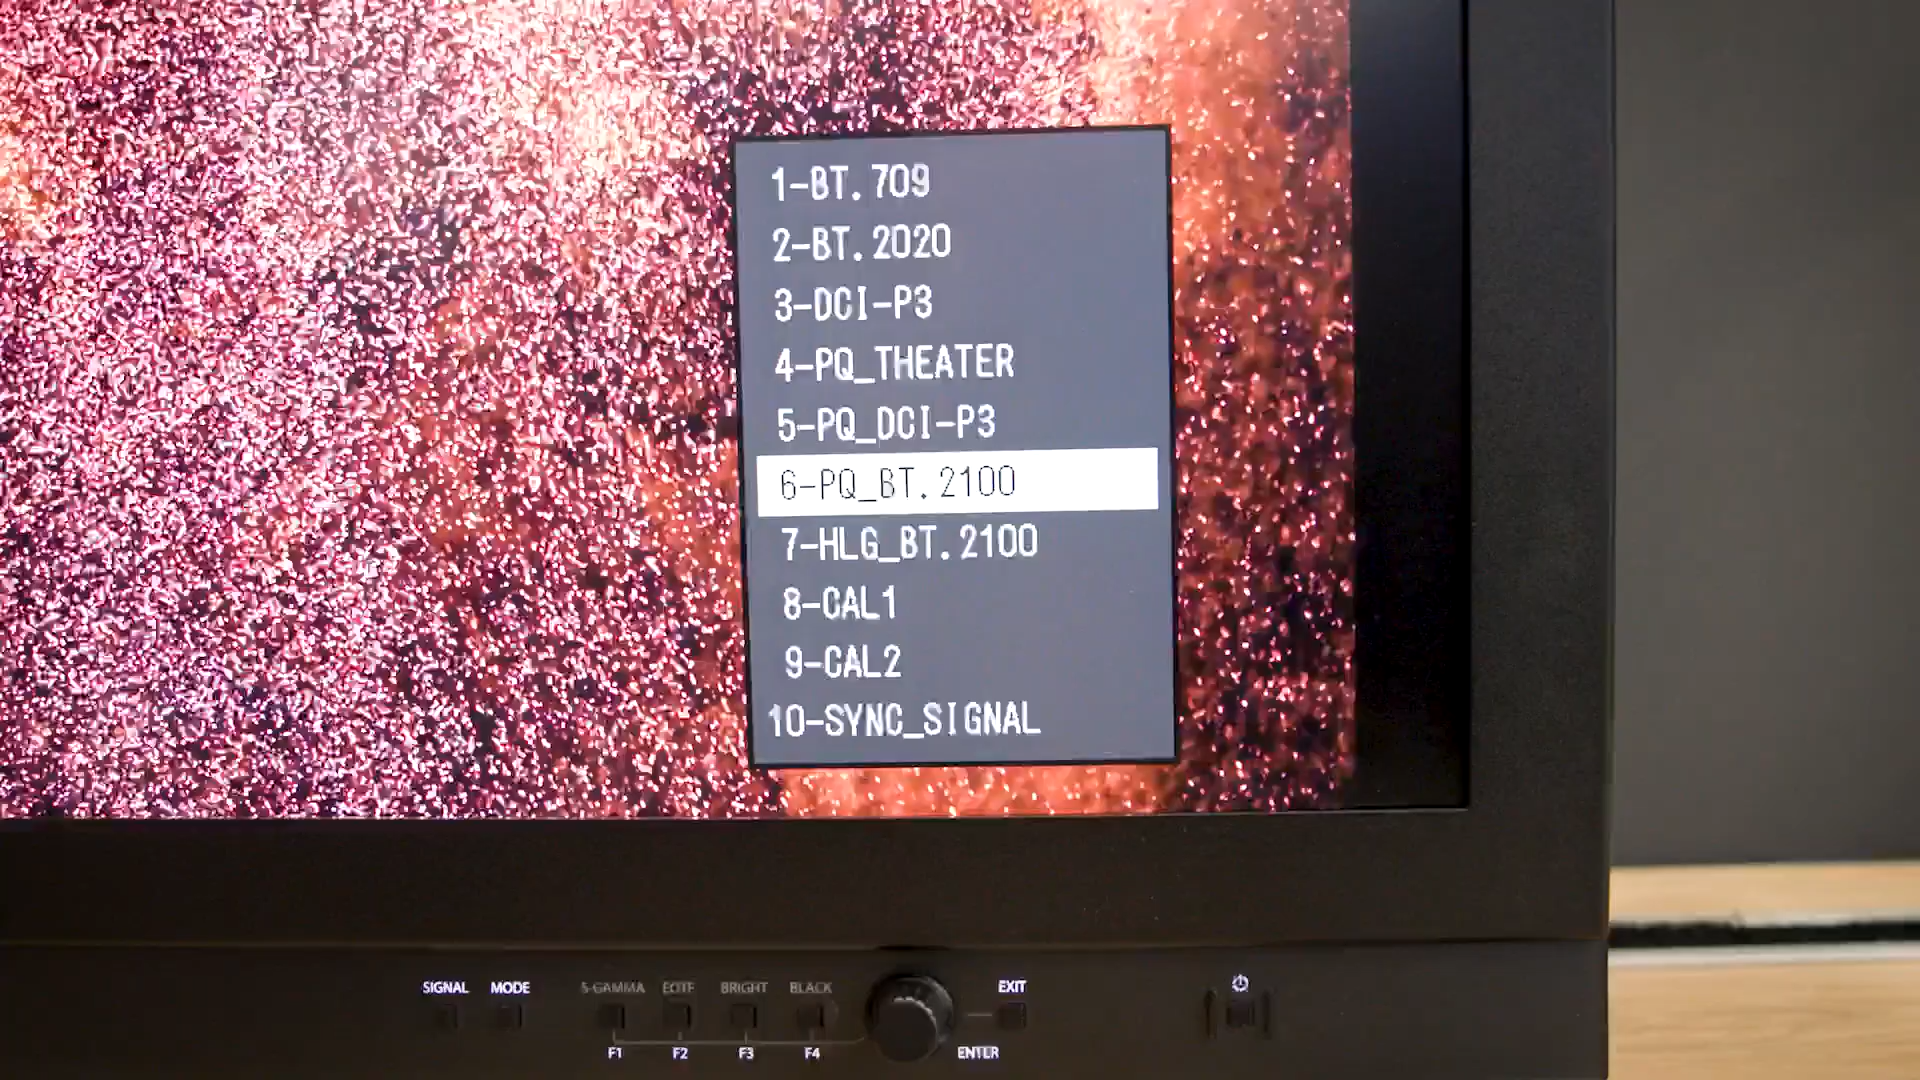 1-BT.709
2-BT.2020
3-DCI-P3
4-PQ_THEATER
5-PQ_DCI-P3
6-PQ_BT.2100
7-HLG_BT.2100
8-CAL1
9-CAL2
10-SYNC_SIGNAL
SIGNAL MODE S-GAMMA EOTF BRIGHT BLACK EXIT
F1 F2 F3 F4 ENTER